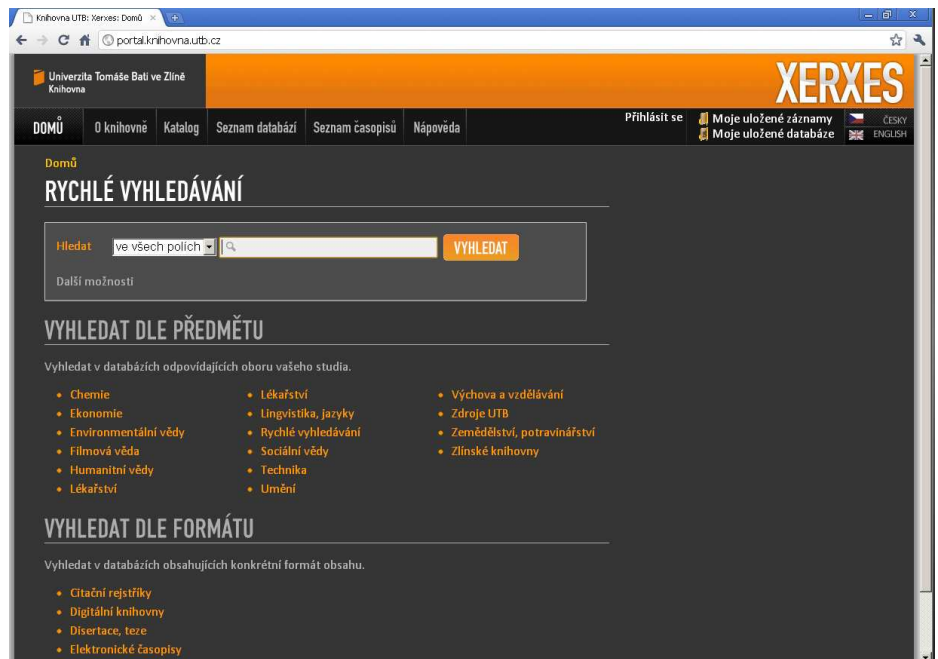 Knihovna UTB: Xerxes: Domů
portal.knihovna.utb.cz
Univerzita Tomáše Bati ve Zlíně
Knihovna
XERXES
DOMŮ O knihovně Katalog Seznam databází Seznam časopisů Nápověda
Přihlásit se
Moje uložené záznamy
Moje uložené databáze
ČESKY
ENGLISH
Domů
RYCHLÉ VYHLEDÁVÁNÍ
Hledat ve všech polích VYHLEDAT
Další možnosti
VYHLEDAT DLE PŘEDMĚTU
Vyhledat v databázích odpovídajících oboru vašeho studia.
Chemie
Ekonomie
Environmentální vědy
Filmová věda
Humanitní vědy
Lékařství
Lékařství
Lingvistika, jazyky
Rychlé vyhledávání
Sociální vědy
Technika
Umění
Výchova a vzdělávání
Zdroje UTB
Zemědělství, potravinářství
Zlínské knihovny
VYHLEDAT DLE FORMÁTU
Vyhledat v databázích obsahujících konkrétní formát obsahu.
Citační rejstříky
Digitální knihovny
Disertace, teze
Elektronické časopisy